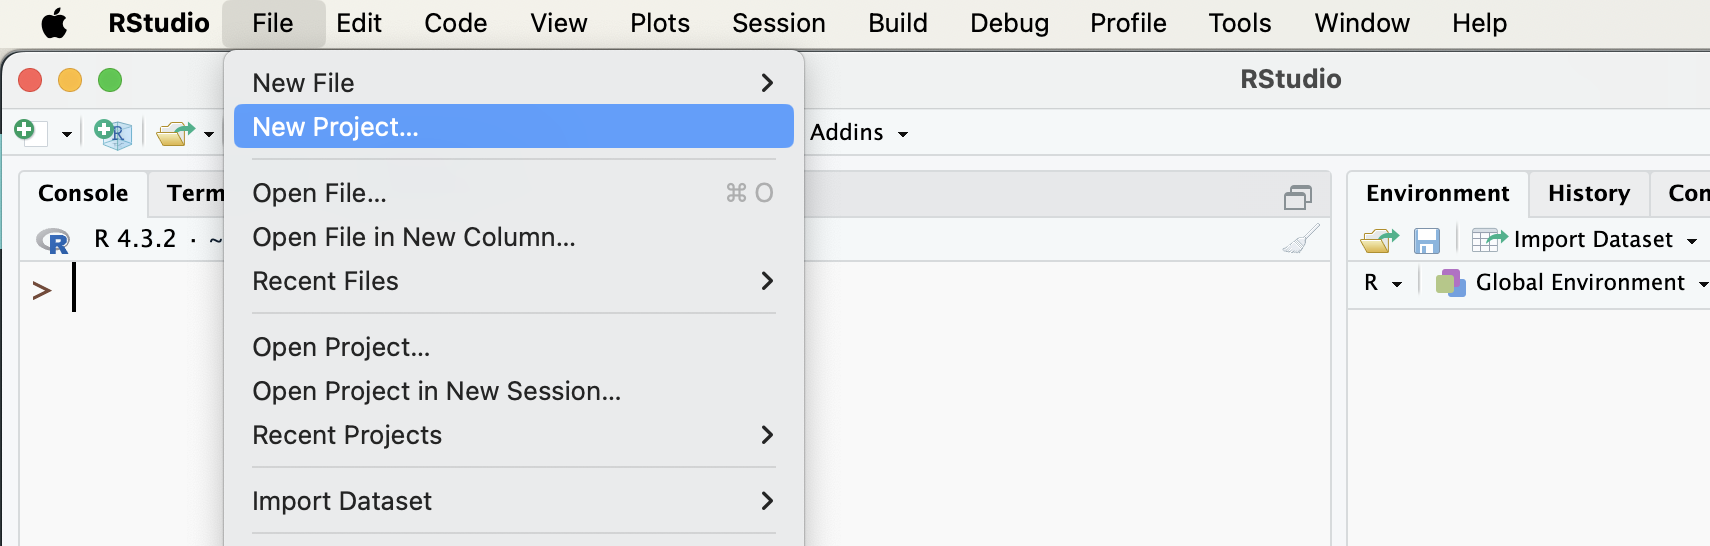 RStudio File Edit Code View Plots Session Build Debug Profile Tools Window Help
RStudio
New File
New Project...
Addins
Open File... ⌘ O
Console Term
Environment History Con
Open File in New Column...
R 4.3.2 · ~
Import Dataset
Recent Files
>
R Global Environment
Open Project...
Open Project in New Session...
Recent Projects
Import Dataset